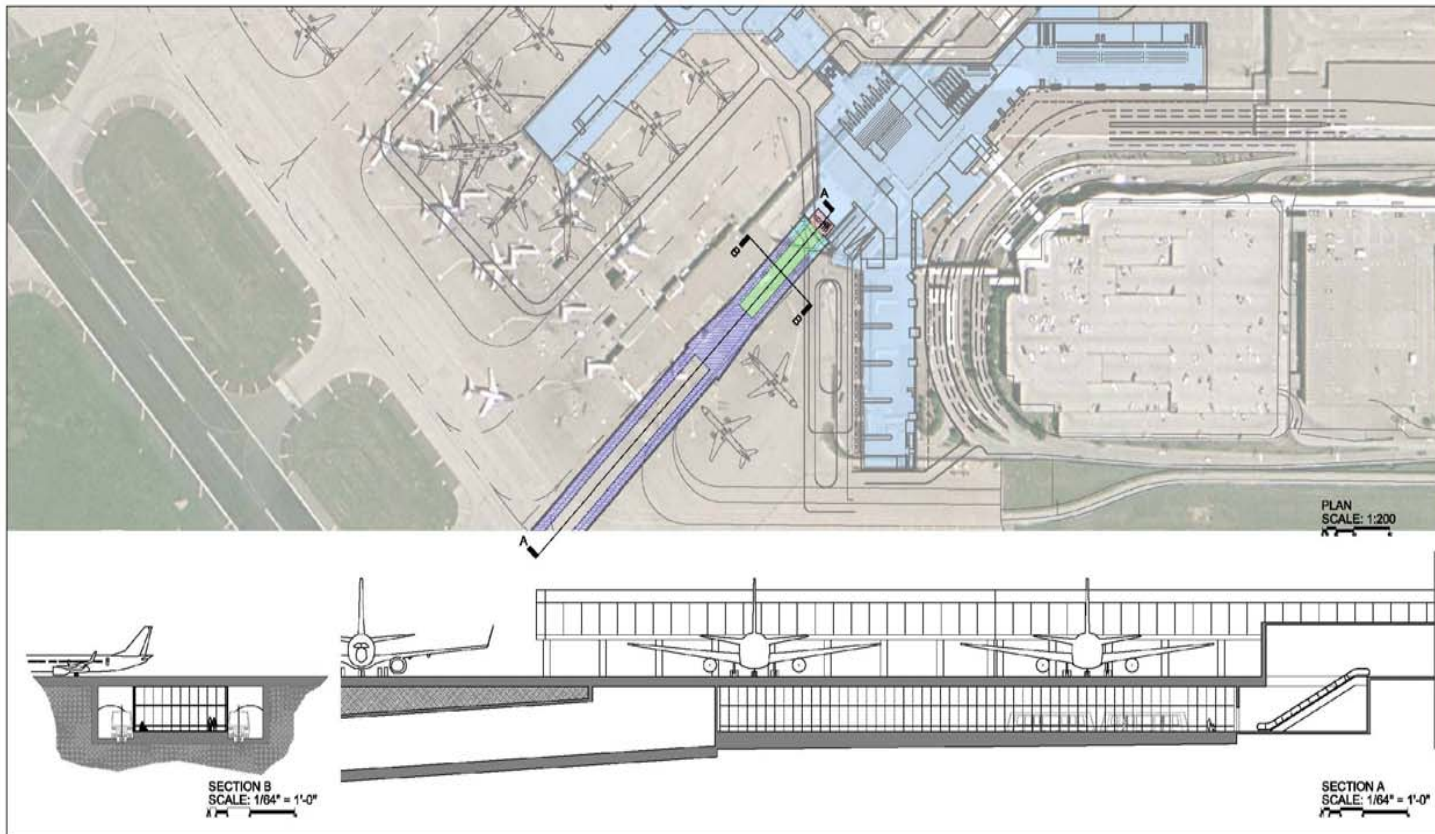 A
B
B
A
PLAN
SCALE: 1:200
SECTION B
SCALE: 1/64" = 1'-0"
SECTION A
SCALE: 1/64" = 1'-0"